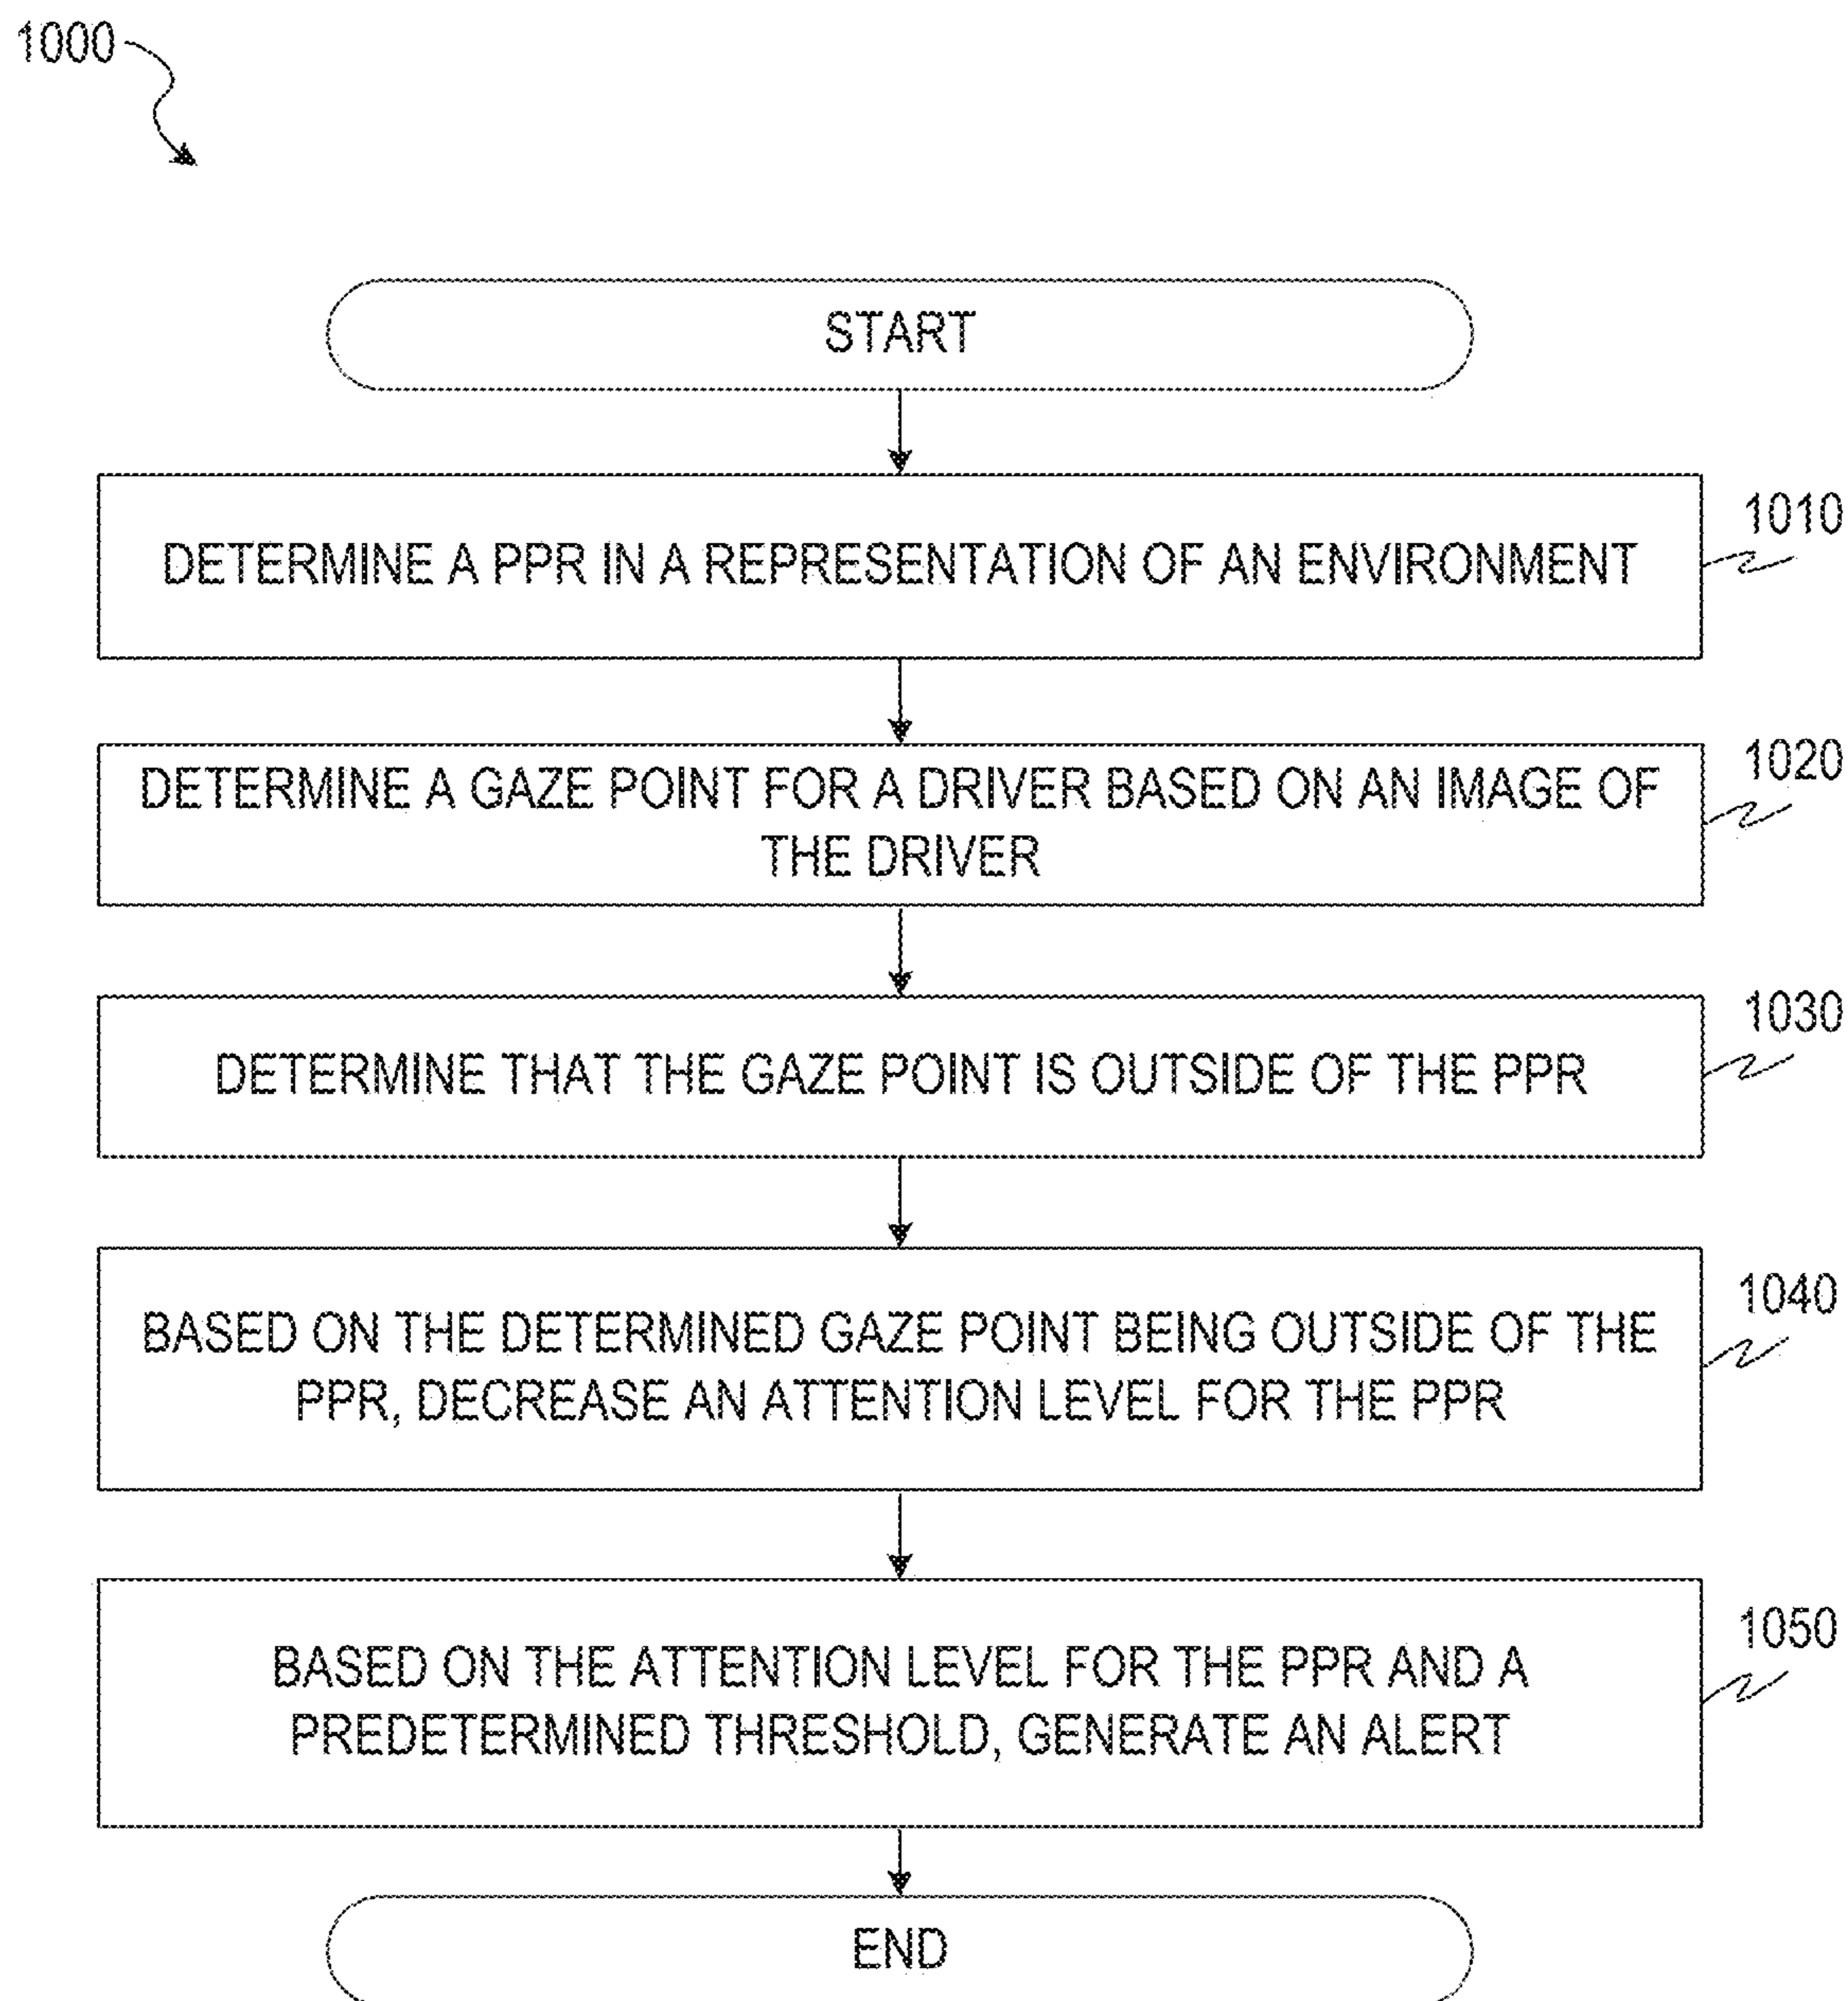 1000
START
DETERMINE A PPR IN A REPRESENTATION OF AN ENVIRONMENT
1010
DETERMINE A GAZE POINT FOR A DRIVER BASED ON AN IMAGE OF
THE DRIVER
1020
DETERMINE THAT THE GAZE POINT IS OUTSIDE OF THE PPR
1030
BASED ON THE DETERMINED GAZE POINT BEING OUTSIDE OF THE
PPR, DECREASE AN ATTENTION LEVEL FOR THE PPR
1040
BASED ON THE ATTENTION LEVEL FOR THE PPR AND A
PREDETERMINED THRESHOLD, GENERATE AN ALERT
1050
END